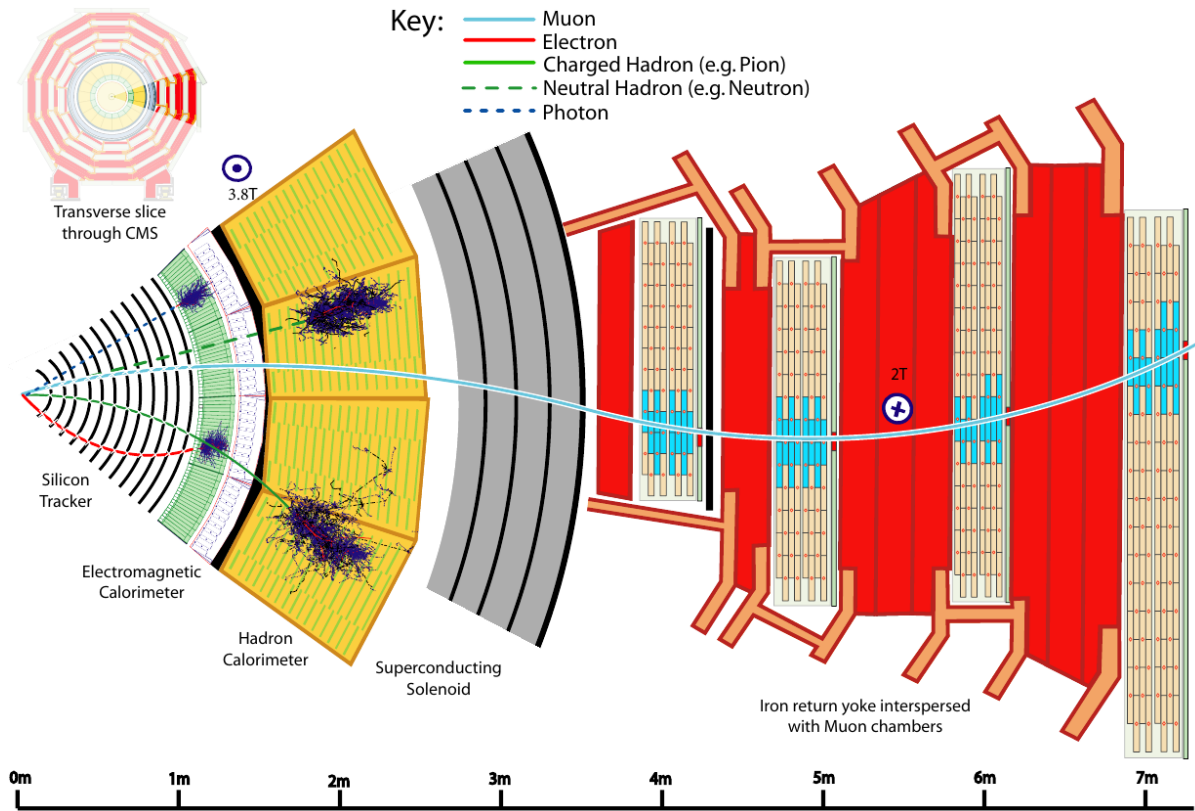 Key:
Muon
Electron
Charged Hadron (e.g. Pion)
Neutral Hadron (e.g. Neutron)
Photon
Transverse slice
through CMS
3.8T
2T
Silicon
Tracker
Electromagnetic
Calorimeter
Hadron
Calorimeter
Superconducting
Solenoid
Iron return yoke interspersed
with Muon chambers
0m 1m 2m 3m 4m 5m 6m 7m